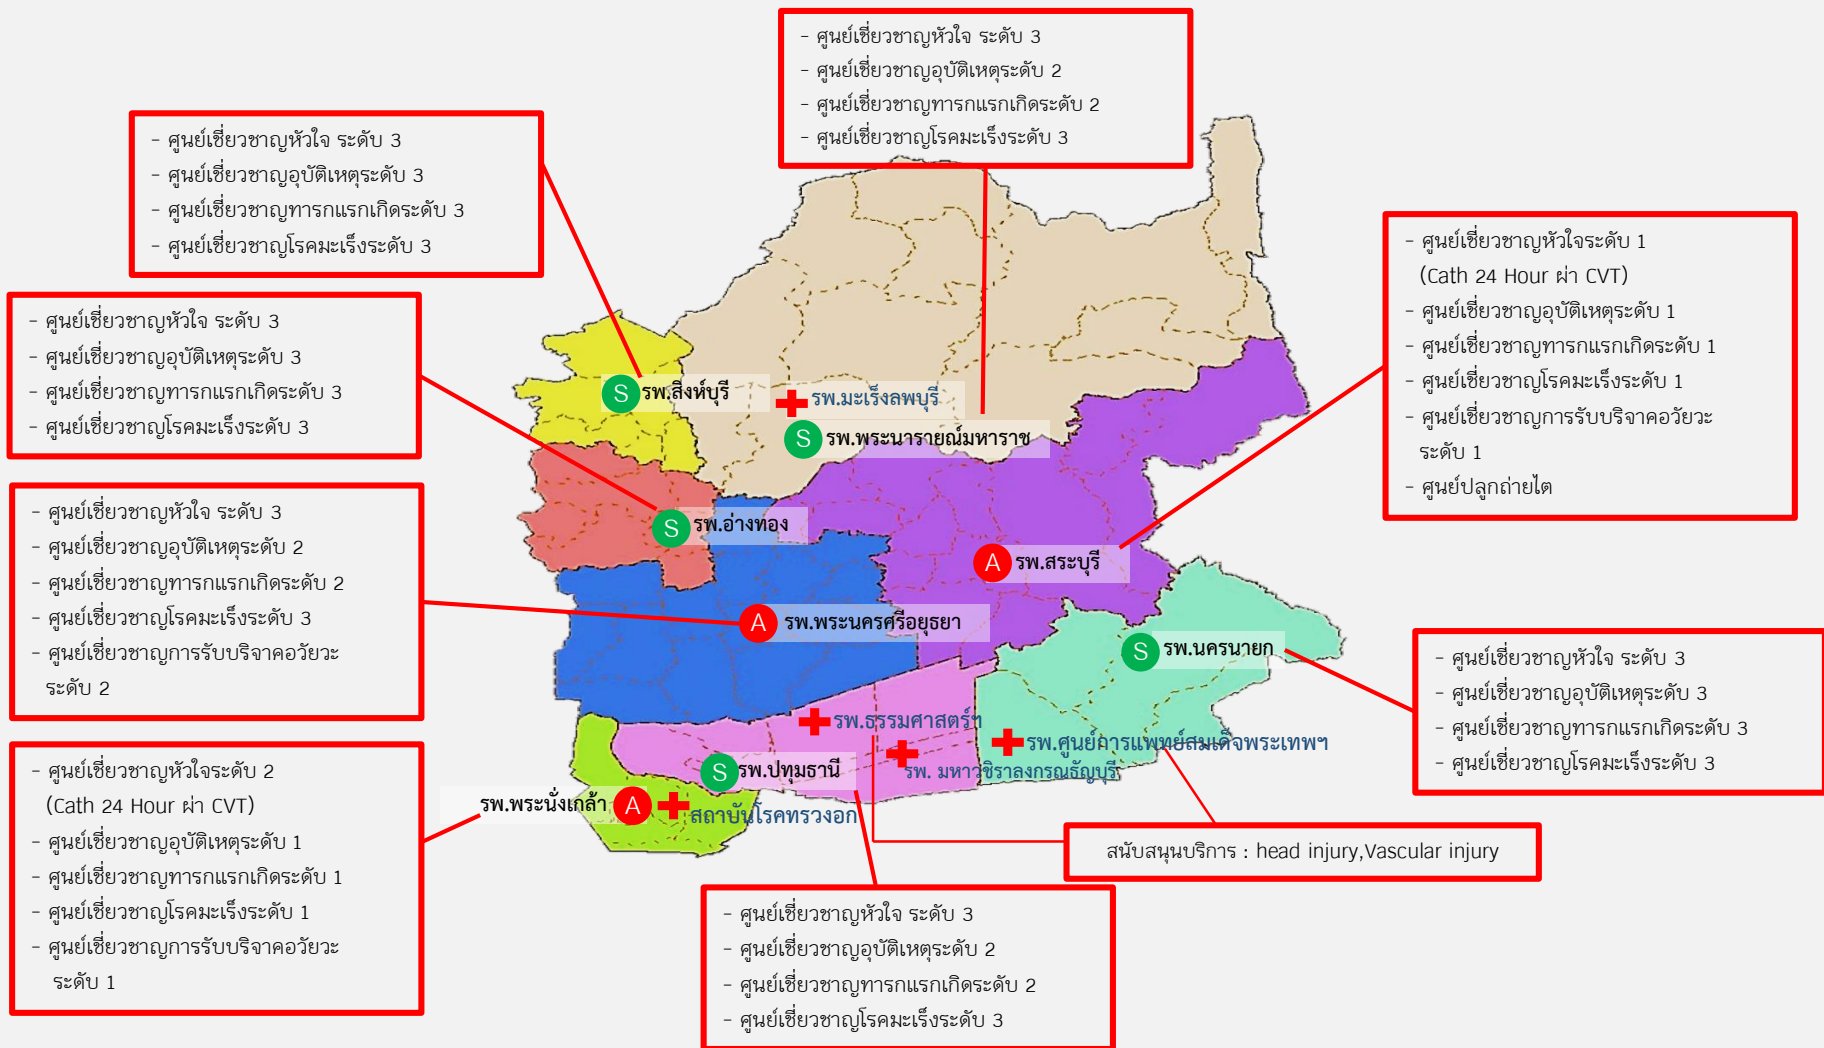 - ศูนย์เชี่ยวชาญหัวใจ ระดับ 3
- ศูนย์เชี่ยวชาญอุบัติเหตุระดับ 2
- ศูนย์เชี่ยวชาญทารกแรกเกิดระดับ 2
- ศูนย์เชี่ยวชาญโรคมะเร็งระดับ 3
- ศูนย์เชี่ยวชาญหัวใจ ระดับ 3
- ศูนย์เชี่ยวชาญอุบัติเหตุระดับ 3
- ศูนย์เชี่ยวชาญทารกแรกเกิดระดับ 3
- ศูนย์เชี่ยวชาญโรคมะเร็งระดับ 3
- ศูนย์เชี่ยวชาญหัวใจระดับ 1
(Cath 24 Hour ผ่า CVT)
- ศูนย์เชี่ยวชาญอุบัติเหตุระดับ 1
- ศูนย์เชี่ยวชาญทารกแรกเกิดระดับ 1
- ศูนย์เชี่ยวชาญโรคมะเร็งระดับ 1
- ศูนย์เชี่ยวชาญการรับบริจาคอวัยวะ
ระดับ 1
- ศูนย์ปลูกถ่ายไต
- ศูนย์เชี่ยวชาญหัวใจ ระดับ 3
- ศูนย์เชี่ยวชาญอุบัติเหตุระดับ 3
- ศูนย์เชี่ยวชาญทารกแรกเกิดระดับ 3
- ศูนย์เชี่ยวชาญโรคมะเร็งระดับ 3
S รพ.สิงห์บุรี
รพ.มะเร็งลพบุรี
S รพ.พระนารายณ์มหาราช
- ศูนย์เชี่ยวชาญหัวใจ ระดับ 3
- ศูนย์เชี่ยวชาญอุบัติเหตุระดับ 2
- ศูนย์เชี่ยวชาญทารกแรกเกิดระดับ 2
- ศูนย์เชี่ยวชาญโรคมะเร็งระดับ 3
- ศูนย์เชี่ยวชาญการรับบริจาคอวัยวะ
ระดับ 2
S รพ.อ่างทอง
A รพ.สระบุรี
A รพ.พระนครศรีอยุธยา
S รพ.นครนายก
- ศูนย์เชี่ยวชาญหัวใจ ระดับ 3
- ศูนย์เชี่ยวชาญอุบัติเหตุระดับ 3
- ศูนย์เชี่ยวชาญทารกแรกเกิดระดับ 3
- ศูนย์เชี่ยวชาญโรคมะเร็งระดับ 3
รพ.ธรรมศาสตร์ฯ
รพ.ศูนย์การแพทย์สมเด็จพระเทพฯ
รพ. มหาวชิราลงกรณธัญบุรี
S รพ.ปทุมธานี
รพ.พระนั่งเกล้า A
สถาบันโรคทรวงอก
- ศูนย์เชี่ยวชาญหัวใจระดับ 2
(Cath 24 Hour ผ่า CVT)
- ศูนย์เชี่ยวชาญอุบัติเหตุระดับ 1
- ศูนย์เชี่ยวชาญทารกแรกเกิดระดับ 1
- ศูนย์เชี่ยวชาญโรคมะเร็งระดับ 1
- ศูนย์เชี่ยวชาญการรับบริจาคอวัยวะ
ระดับ 1
สนับสนุนบริการ : head injury,Vascular injury
- ศูนย์เชี่ยวชาญหัวใจ ระดับ 3
- ศูนย์เชี่ยวชาญอุบัติเหตุระดับ 2
- ศูนย์เชี่ยวชาญทารกแรกเกิดระดับ 2
- ศูนย์เชี่ยวชาญโรคมะเร็งระดับ 3